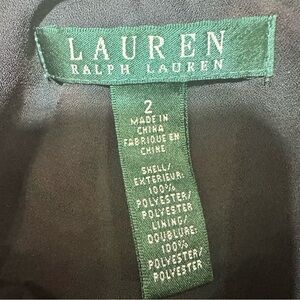 LAUREN
RALPH LAUREN
2
MADE IN
CHINA
FABRIQUE EN
CHINE
SHELL/
EXTERIEUR:
100%
POLYESTER/
POLYESTER
LINING/
DOUBLURE:
100%
POLYESTER/
POLYESTER